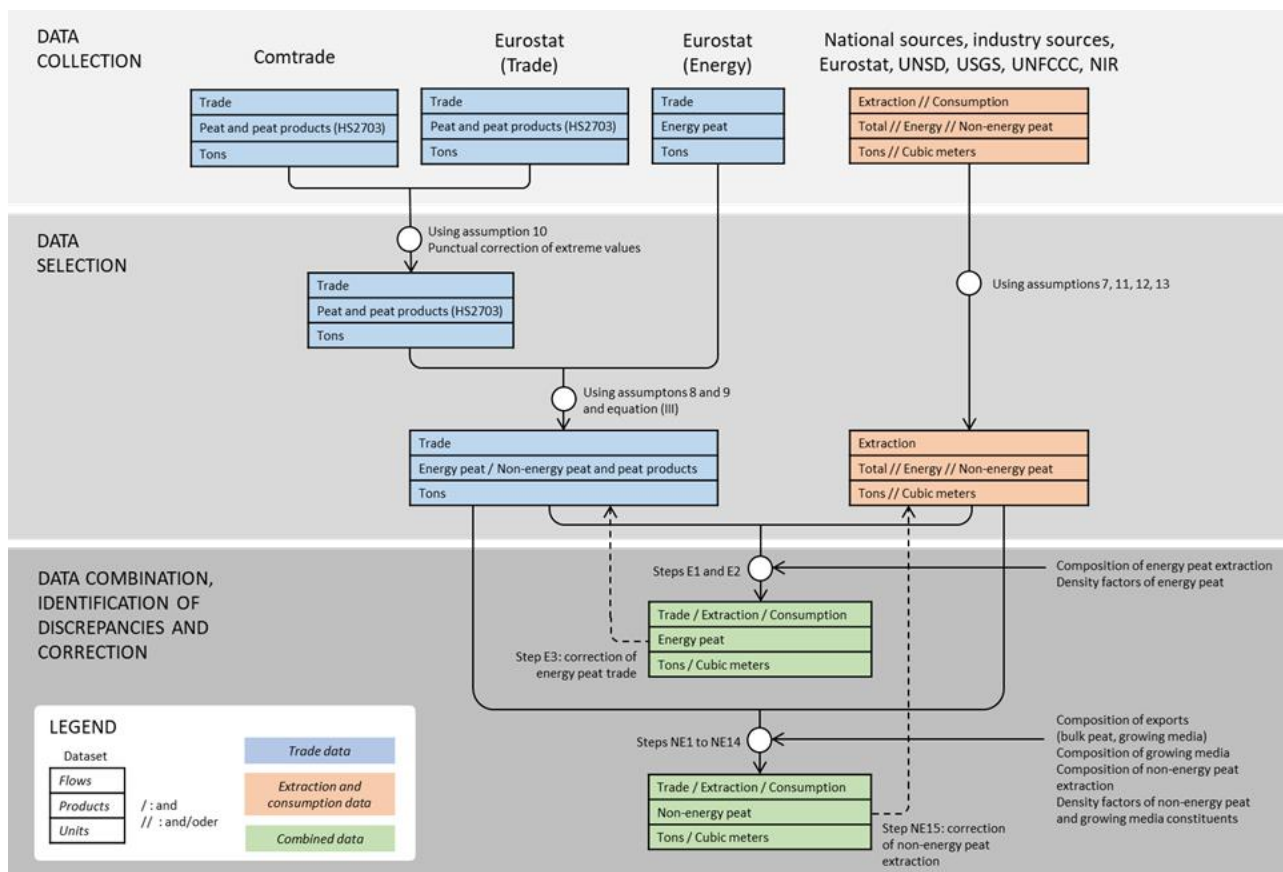 DATA
COLLECTION
Comtrade
Eurostat
(Trade)
Eurostat
(Energy)
National sources, industry sources,
Eurostat, UNSD, USGS, UNFCCC, NIR
Trade
Peat and peat products (HS2703)
Tons
Trade
Peat and peat products (HS2703)
Tons
Trade
Energy peat
Tons
Extraction // Consumption
Total // Energy // Non-energy peat
Tons // Cubic meters
DATA
SELECTION
Using assumption 10
Punctual correction of extreme values
Trade
Peat and peat products (HS2703)
Tons
Using assumptions 7, 11, 12, 13
Using assumptons 8 and 9
and equation (III)
Trade
Energy peat / Non-energy peat and peat products
Tons
Extraction
Total // Energy // Non-energy peat
Tons // Cubic meters
DATA COMBINATION,
IDENTIFICATION OF
DISCREPANCIES AND
CORRECTION
Steps E1 and E2
Composition of energy peat extraction
Density factors of energy peat
Trade / Extraction / Consumption
Energy peat
Tons / Cubic meters
Step E3: correction of
energy peat trade
Steps NE1 to NE14
Composition of exports
(bulk peat, growing media)
Composition of growing media
Composition of non-energy peat
extraction
Density factors of non-energy peat
and growing media constituents
Trade / Extraction / Consumption
Non-energy peat
Tons / Cubic meters
Step NE15: correction
of non-energy peat
extraction
LEGEND
Dataset
Flows
Products
Units
/ : and
// : and/oder
Trade data
Extraction and
consumption data
Combined data